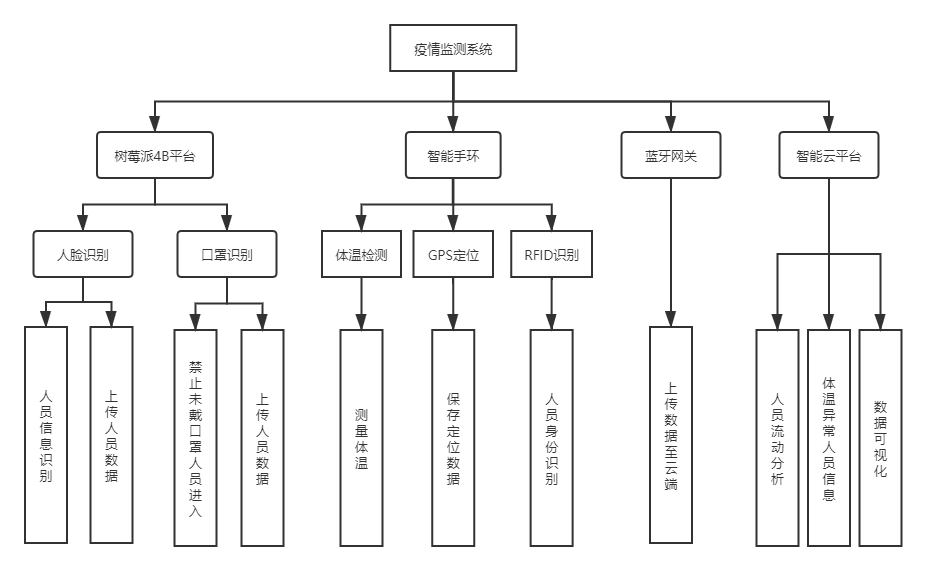 疫情监测系统
树莓派4B平台
智能手环
蓝牙网关
智能云平台
人脸识别
口罩识别
体温检测
GPS定位
RFID识别
人员信息识别
上传人员数据
禁止未戴口罩人员进入
上传人员数据
测量体温
保存定位数据
人员身份识别
上传数据至云端
人员流动分析
体温异常人员信息
数据可视化